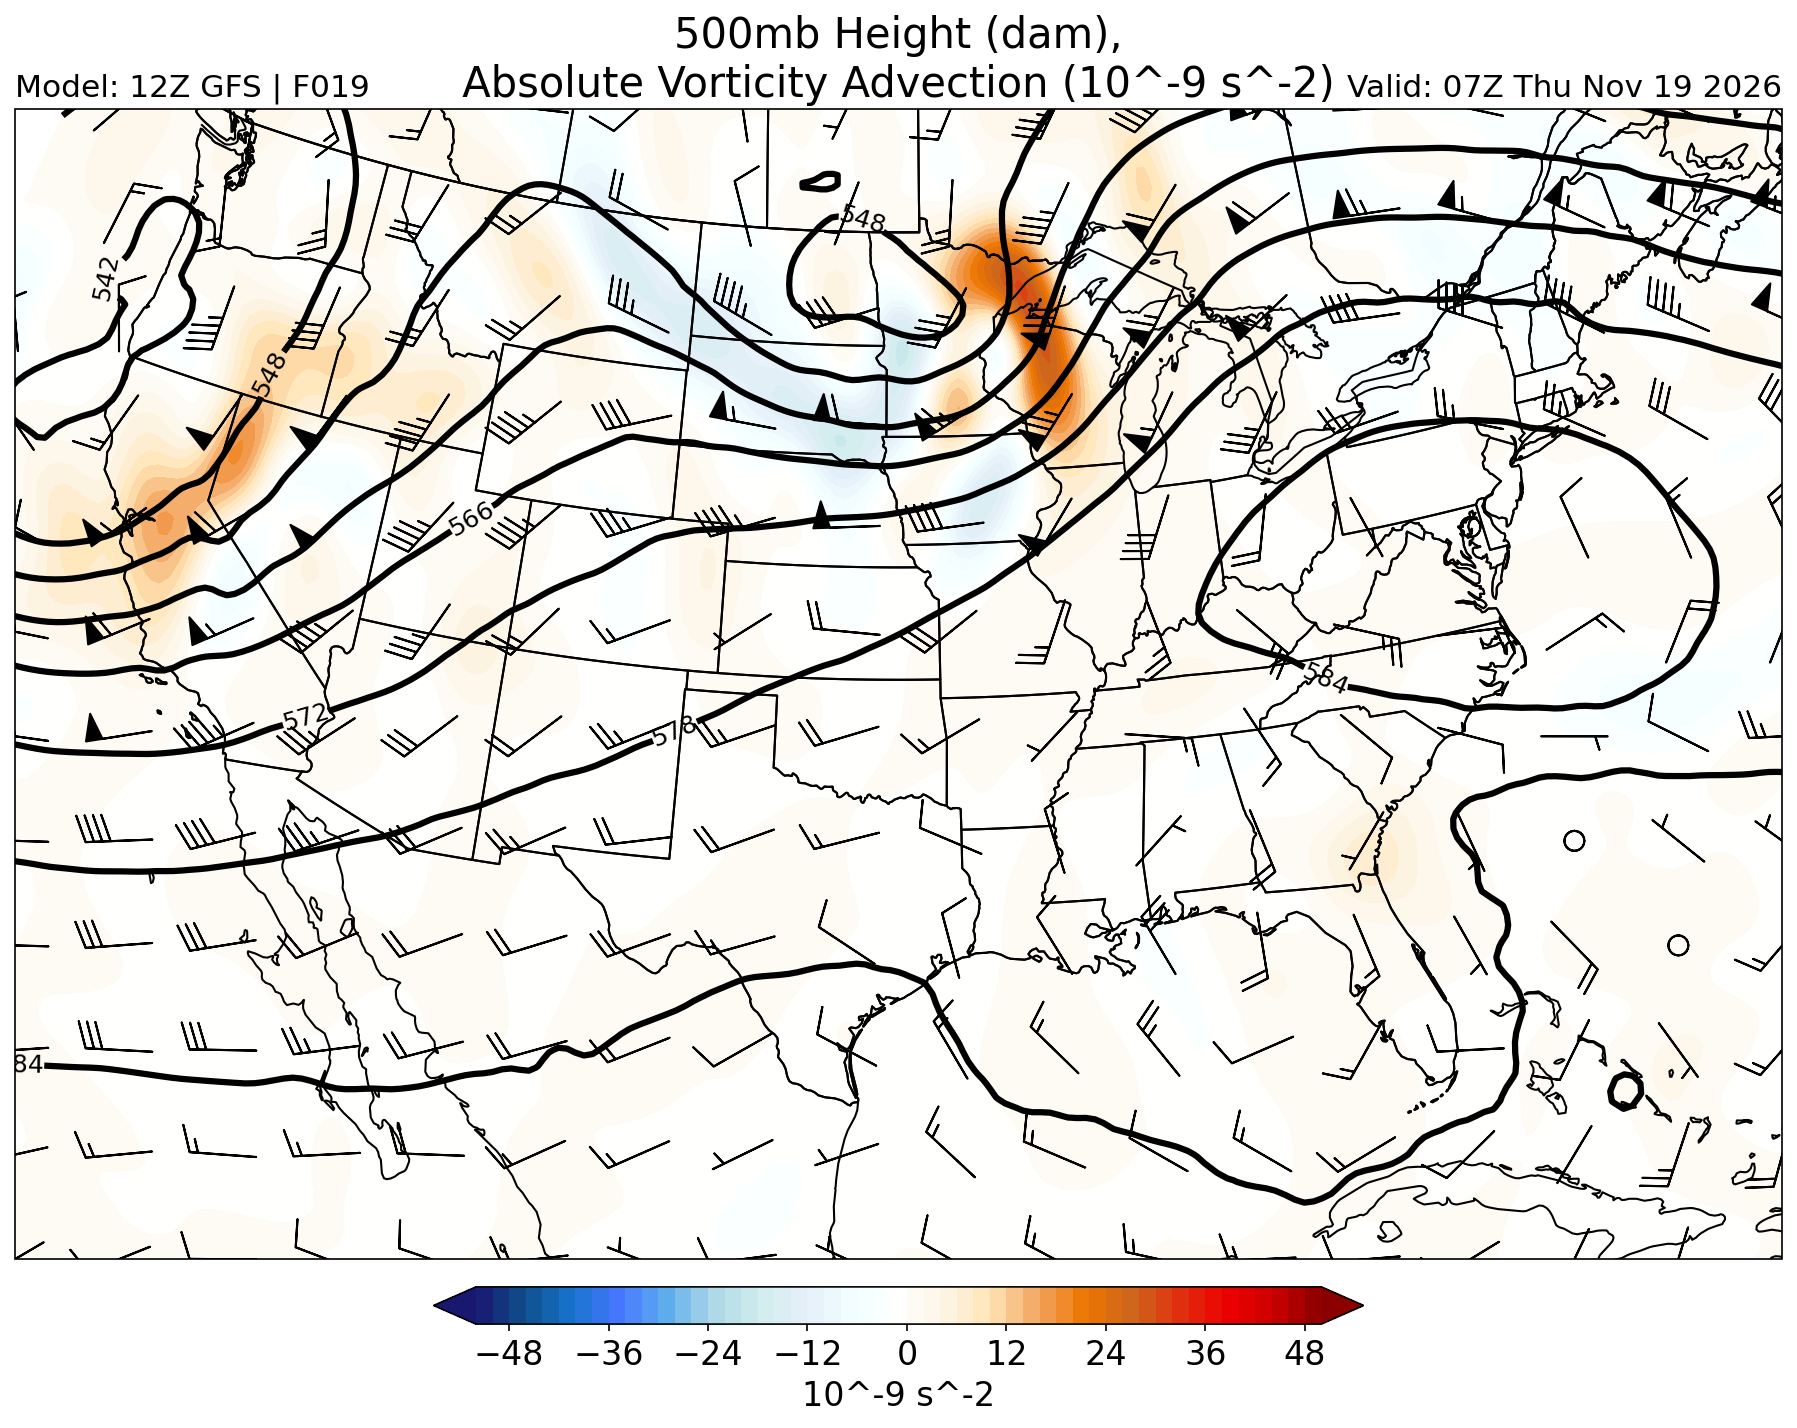 500mb Height (dam),
Model: 12Z GFS | F019
Absolute Vorticity Advection (10^-9 s^-2)
Valid: 07Z Thu Nov 19 2026
548
542
548
566
584
572
578
84
−48 −36 −24 −12 0 12 24 36 48
10^-9 s^-2